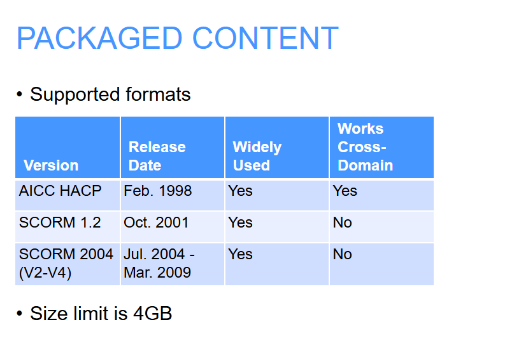 PACKAGED CONTENT
• Supported formats
Version
Release
Date
Widely
Used
Works
Cross-
Domain
AICC HACP Feb. 1998 Yes Yes
SCORM 1.2 Oct. 2001 Yes No
SCORM 2004 Jul. 2004 - Yes No
(V2-V4) Mar. 2009
• Size limit is 4GB